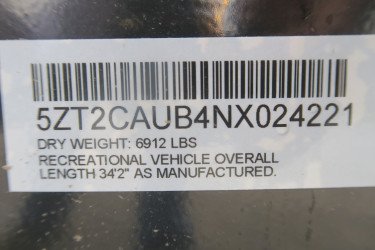 5ZT2CAUB4NX024221
DRY WEIGHT: 6912 LBS
RECREATIONAL VEHICLE OVERALL
LENGTH 34'2" AS MANUFACTURED.